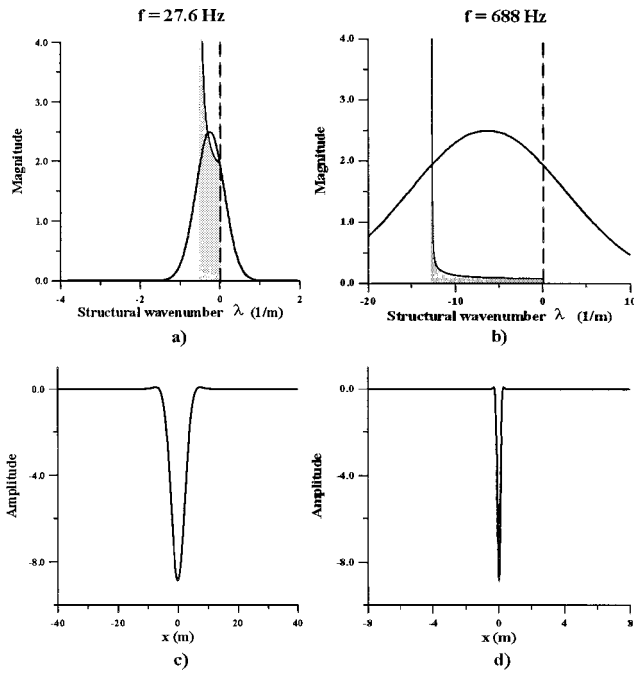 f = 27.6 Hz
f = 688 Hz
4.0
3.0
2.0
1.0
0.0
Magnitude
-4
-2
0
2
Structural wavenumber λ (1/m)
a)
4.0
3.0
2.0
1.0
0.0
Magnitude
-20
-10
0
10
Structural wavenumber λ (1/m)
b)
0.0
-4.0
-8.0
Amplitude
-40
-20
0
20
40
x (m)
c)
0.0
-4.0
-8.0
Amplitude
-8
-4
0
4
8
x (m)
d)